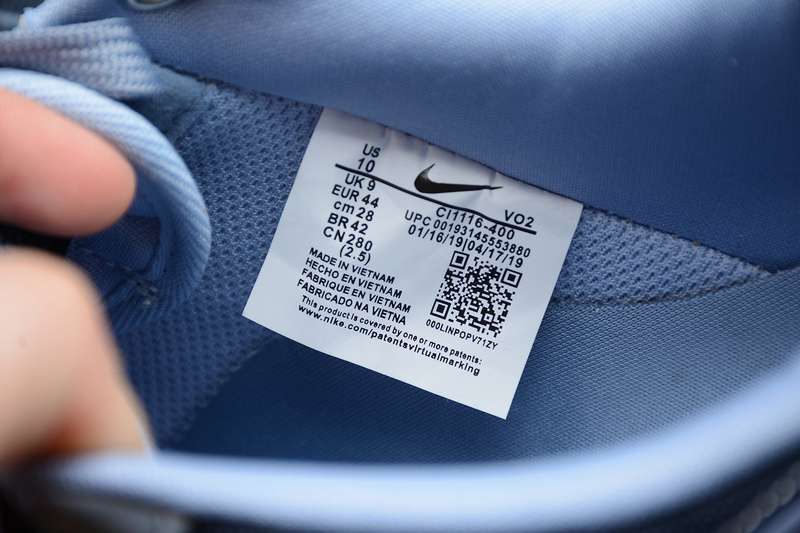 US
10
UK 9
EUR 44
cm 28
BR 42
CN 280
(2.5)
CI1116-400 VO2
UPC 00193145553880
01/16/19|04/17/19
000LINPOPV71ZY
MADE IN VIETNAM
HECHO EN VIETNAM
FABRIQUE EN VIETNAM
FABRICADO NA VIETNA
This product is covered by one or more patents:
www.nike.com/patentsvirtualmarking